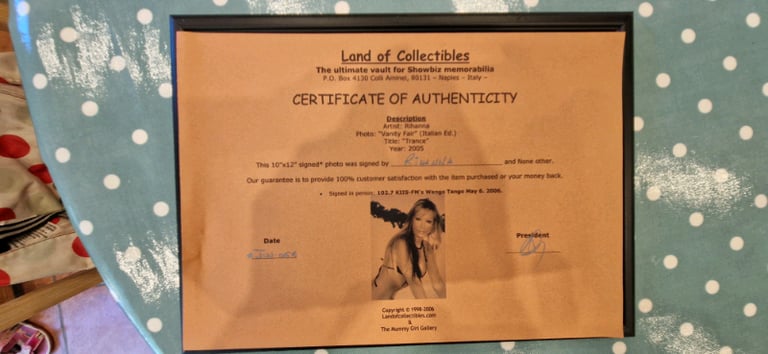 Land of Collectibles
The ultimate vault for Showbiz memorabilia
P.O. Box 4130 Colli Aminei, 80131 – Naples – Italy –
CERTIFICATE OF AUTHENTICITY
Description
Artist: Rihanna
Photo: "Vanity Fair" (Italian Ed.)
Title: "Trance"
Year: 2005
This 10"x12" signed* photo was signed by Rihanna and None other.
Our guarantee is to provide 100% customer satisfaction with the item purchased or your money back.
• Signed in person: 102.7 KISS-FM's Wango Tango May 6, 2006.
Date
President
Copyright © 1998-2006
Landofcollectibles.com
&
The Mummy Girl Gallery